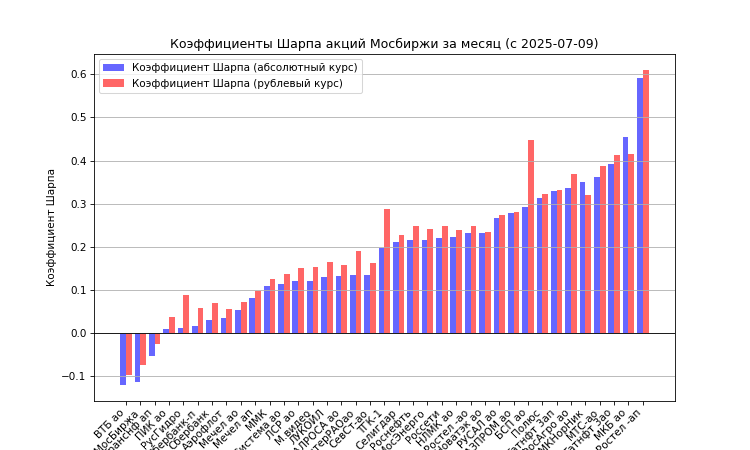 Коэффициенты Шарпа акций Мосбиржи за месяц (с 2025-07-09)
Коэффициент Шарпа (абсолютный курс)
Коэффициент Шарпа (рублевый курс)
Коэффициент Шарпа
0.6
0.5
0.4
0.3
0.2
0.1
0.0
−0.1
ВТБ ао
МосБиржа
ПИК ао
РусГидро
Сбербанк
Аэрофлот
Мечел ао
Мечел ап
ММК
ЛСР ао
М.видео
ЛУКОЙЛ
АЛРОСА ао
СевСт-ао
ТГК-1
Селигдар
Роснефть
Россети
НЛМК ао
Ростел -ао
РУСАЛ ао
БСП ао
Полюс
МТС-ао
МКБ ао
Ростел -ап